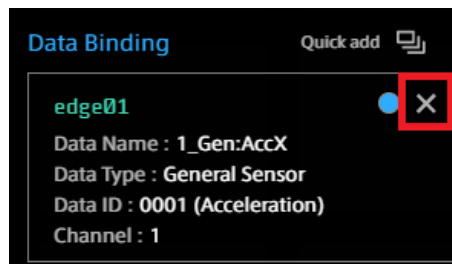 Data Binding Quick add
edge01
Data Name : 1_Gen:AccX
Data Type : General Sensor
Data ID : 0001 (Acceleration)
Channel : 1